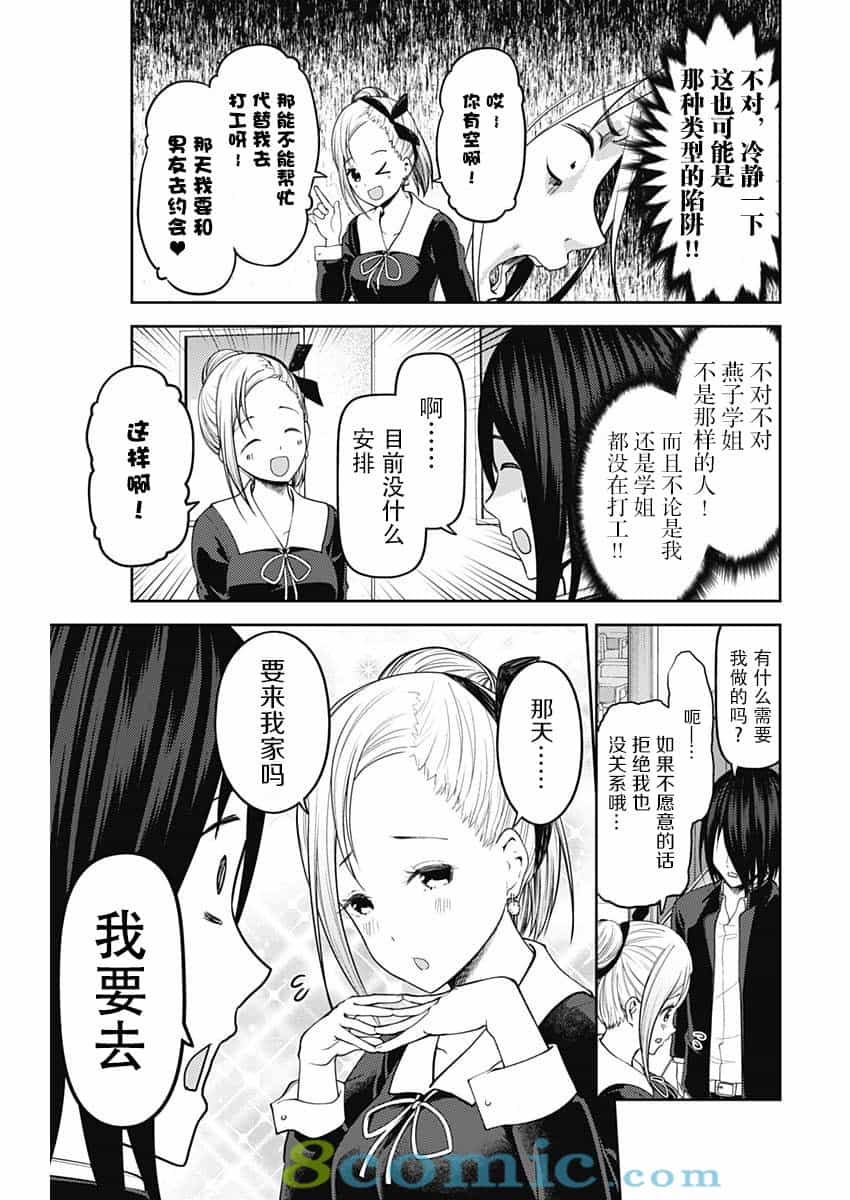 不对，冷静一下
这也可能是
那种类型的陷阱!!
哎~
你有空啊！
那能不能帮忙
代替我去
打工呀~
那天我要和
男友去约会♥
不对不对
燕子学姐
不是那样的人！
而且不论是我
还是学姐
都没在打工!!
啊……
目前没什么
安排
这样啊！
有什么需要
我做的吗？
呃—…
如果不愿意的话
拒绝我也
没关系哦…
那天……
要来我家吗
我要去
8comic.com